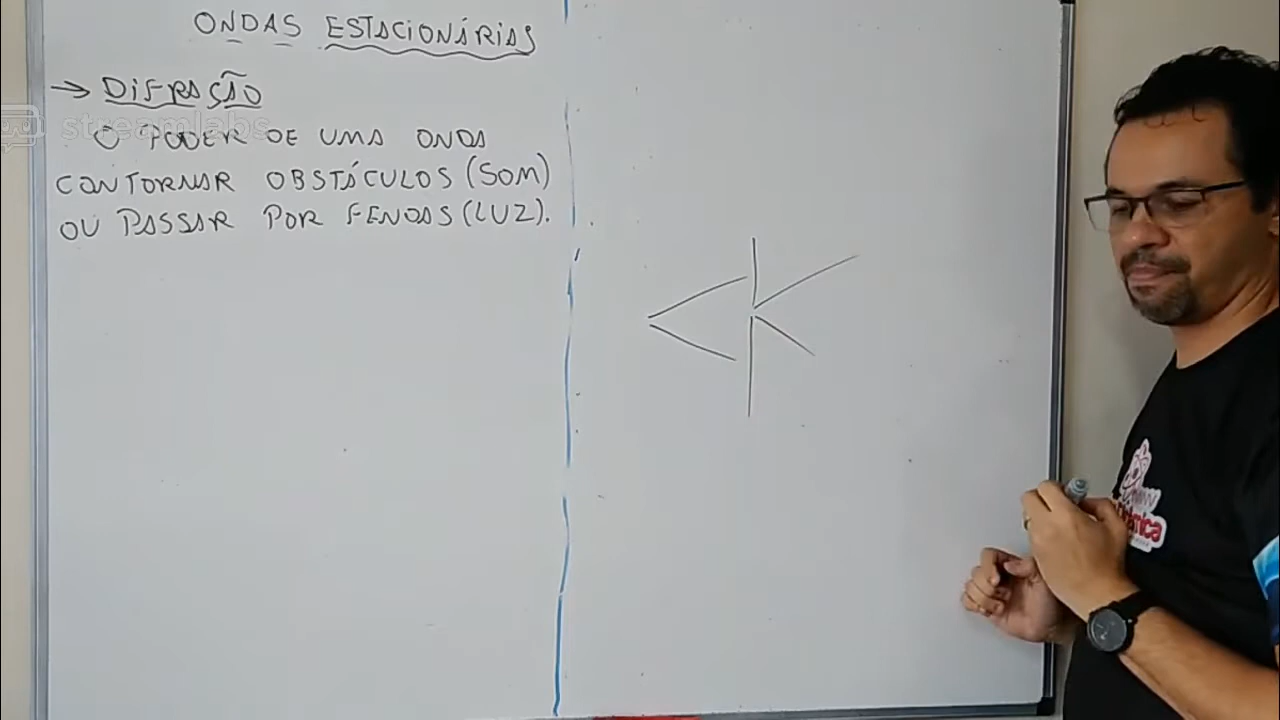 ONDAS ESTACIONÁRIAS
→ DIFRAÇÃO
O PODER DE UMA ONDA
CONTORNAR OBSTÁCULOS (SOM)
OU PASSAR POR FENDAS (LUZ).
streamlabs